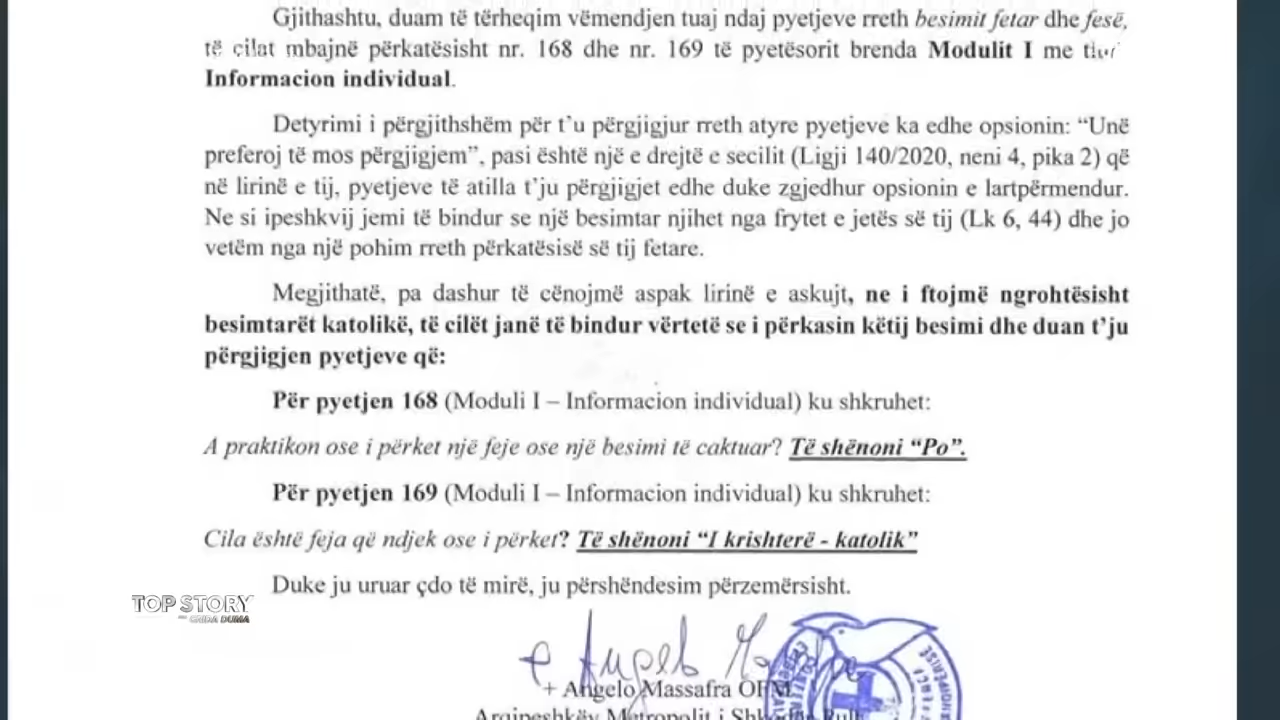 Gjithashtu, duam të tërheqim vëmendjen tuaj ndaj pyetjeve rreth besimit fetar dhe fesë,
të cilat mbajnë përkatësisht nr. 168 dhe nr. 169 të pyetësorit brenda Modulit I me
Informacion individual.
Detyrimi i përgjithshëm për t’u përgjigjur rreth atyre pyetjeve ka edhe opsionin: “Unë
preferoj të mos përgjigjem”, pasi është një e drejtë e secilit (Ligji 140/2020, neni 4, pika 2) që
në lirinë e tij, pyetjeve të atilla t’ju përgjigjet edhe duke zgjedhur opsionin e lartpërmendur.
Ne si ipeshkvij jemi të bindur se një besimtar njihet nga frytet e jetës së tij (Lk 6, 44) dhe jo
vetëm nga një pohim rreth përkatësisë së tij fetare.
Megjithatë, pa dashur të cënojmë aspak lirinë e askujt, ne i ftojmë ngrohtësisht
besimtarët katolikë, të cilët janë të bindur vërtetë se i përkasin këtij besimi dhe duan t’ju
përgjigjen pyetjeve që:
Për pyetjen 168 (Moduli I – Informacion individual) ku shkruhet:
A praktikon ose i përket një feje ose një besimi të caktuar? Të shënoni “Po”.
Për pyetjen 169 (Moduli I – Informacion individual) ku shkruhet:
Cila është feja që ndjek ose i përket? Të shënoni “I krishterë - katolik”
Duke ju uruar çdo të mirë, ju përshëndesim përzemërsisht.
TOP STORY
GRIDA DUMA
+ Angelo Massafra OFM
Arqipeshkëv Metropolit i